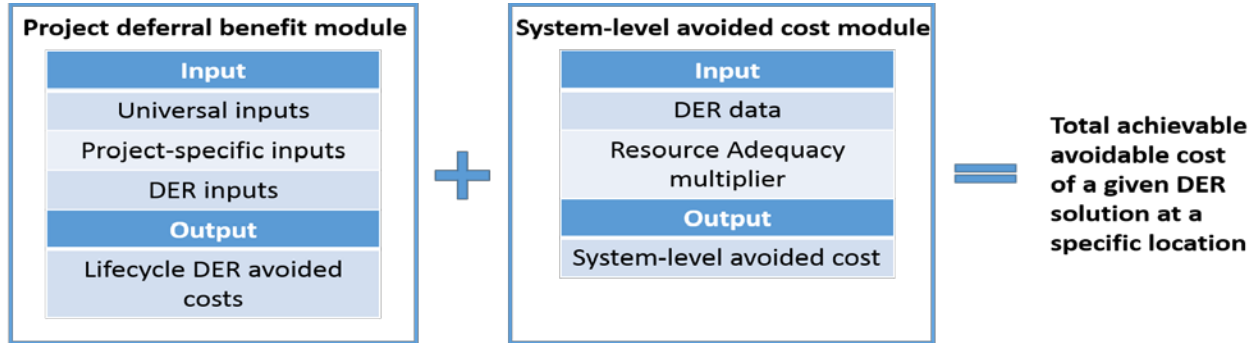 Project deferral benefit module
Input
Universal inputs
Project-specific inputs
DER inputs
Output
Lifecycle DER avoided
costs
System-level avoided cost module
Input
DER data
Resource Adequacy
multiplier
Output
System-level avoided cost
Total achievable
avoidable cost
of a given DER
solution at a
specific location